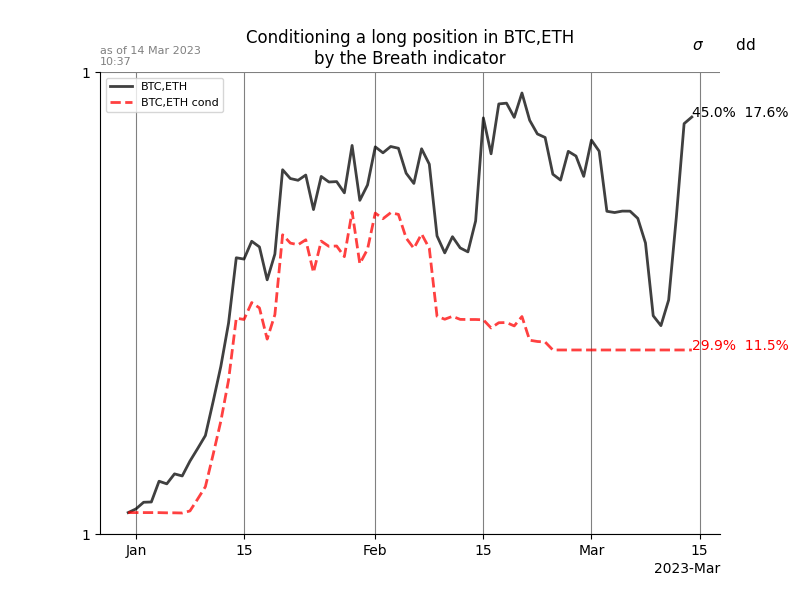 Conditioning a long position in BTC,ETH
by the Breath indicator
as of 14 Mar 2023
10:37
σ dd
1
BTC,ETH
BTC,ETH cond
45.0% 17.6%
29.9% 11.5%
1
Jan 15 Feb 15 Mar 15
2023-Mar